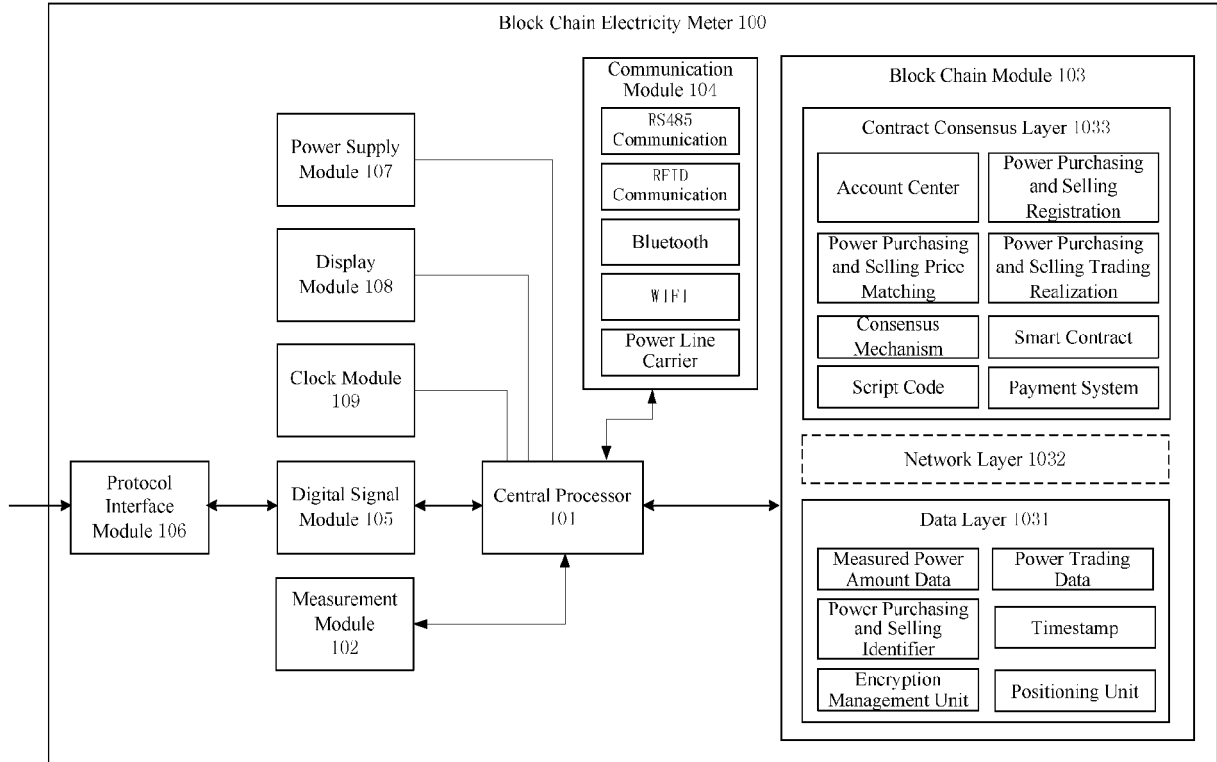 Block Chain Electricity Meter 100
Power Supply
Module 107
Display
Module 108
Clock Module
109
Protocol
Interface
Module 106
Digital Signal
Module 105
Measurement
Module
102
Central Processor
101
Communication
Module 104
RS485
Communication
RFID
Communication
Bluetooth
WIFI
Power Line
Carrier
Block Chain Module 103
Contract Consensus Layer 1033
Account Center
Power Purchasing
and Selling
Registration
Power Purchasing
and Selling Price
Matching
Power Purchasing
and Selling Trading
Realization
Consensus
Mechanism
Smart Contract
Script Code
Payment System
Network Layer 1032
Data Layer 1031
Measured Power
Amount Data
Power Trading
Data
Power Purchasing
and Selling
Identifier
Timestamp
Encryption
Management Unit
Positioning Unit